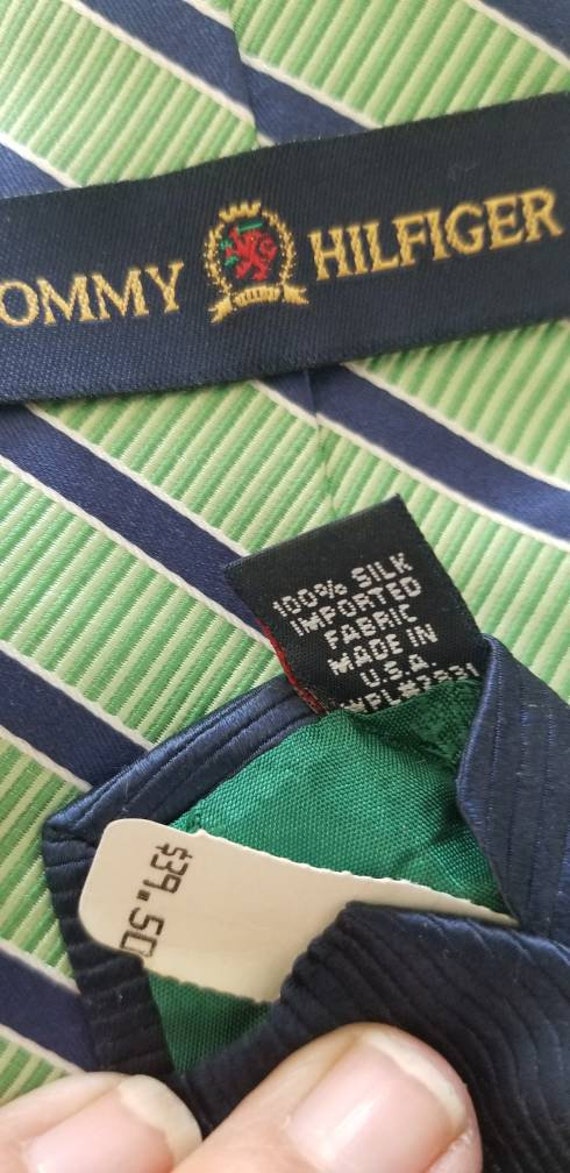 OMMY HILFIGER
100% SILK
IMPORTED
FABRIC
MADE IN
U.S.A.
$39.50